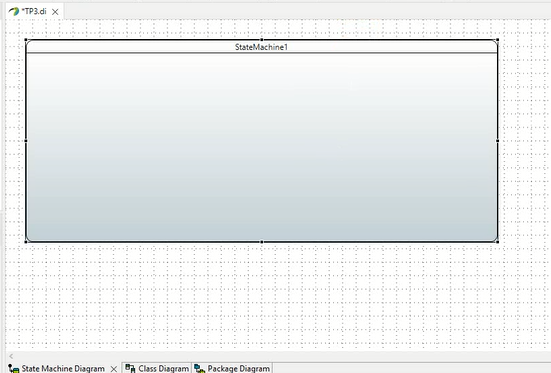 *TP3.di
StateMachine1
State Machine Diagram
Class Diagram
Package Diagram